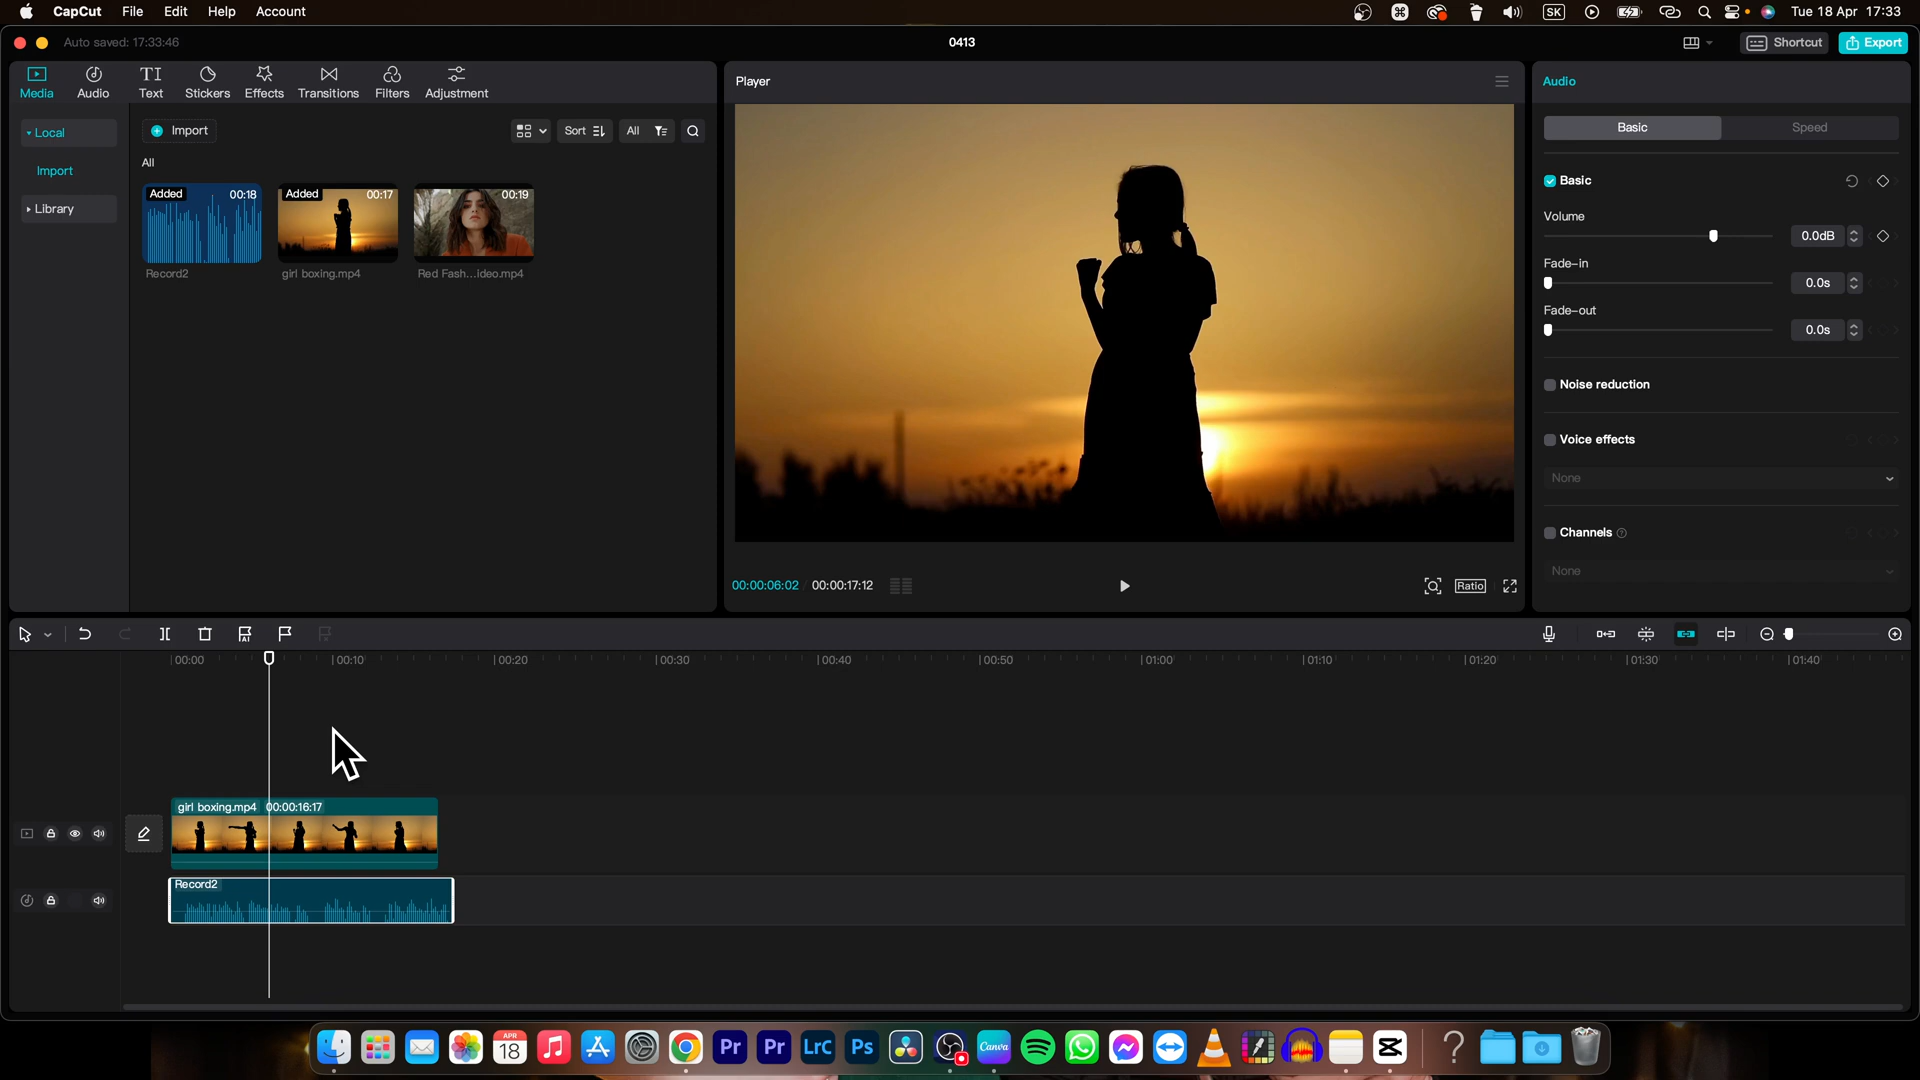 CapCut File Edit Help Account SK Tue 18 Apr 17:33
Auto saved: 17:33:46 0413 Shortcut Export
Media Audio Text Stickers Effects Transitions Filters Adjustment
Local
Import
Library
Import Sort All
All
Added 00:18
Record2
Added 00:17
girl boxing.mp4
00:19
Red Fash...ideo.mp4
Player
00:00:06:02 / 00:00:17:12 Ratio
Audio
Basic Speed
Basic
Volume
0.0dB
Fade-in
0.0s
Fade-out
0.0s
Noise reduction
Voice effects
None
Channels
None
00:00 00:10 00:20 00:30 00:40 00:50 01:00 01:10 01:20 01:30 01:40
girl boxing.mp4 00:00:16:17
Record2
APR
18
Pr Pr LrC Ps Canva